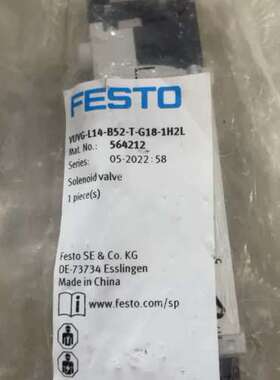 FESTO
VUVG-L14-B52-T-G18-1H2L
Mat. No.: 564212
Series: 05-2022:S8
Solenoid valve
1 piece(s)
Festo SE & Co. KG
DE-73734 Esslingen
Made in China
www.festo.com/sp